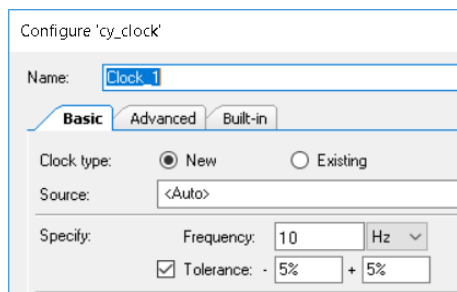 Configure 'cy_clock'
Name: Clock_1
Basic Advanced Built-in
Clock type: New Existing
Source: <Auto>
Specify: Frequency: 10 Hz
Tolerance: - 5% + 5%